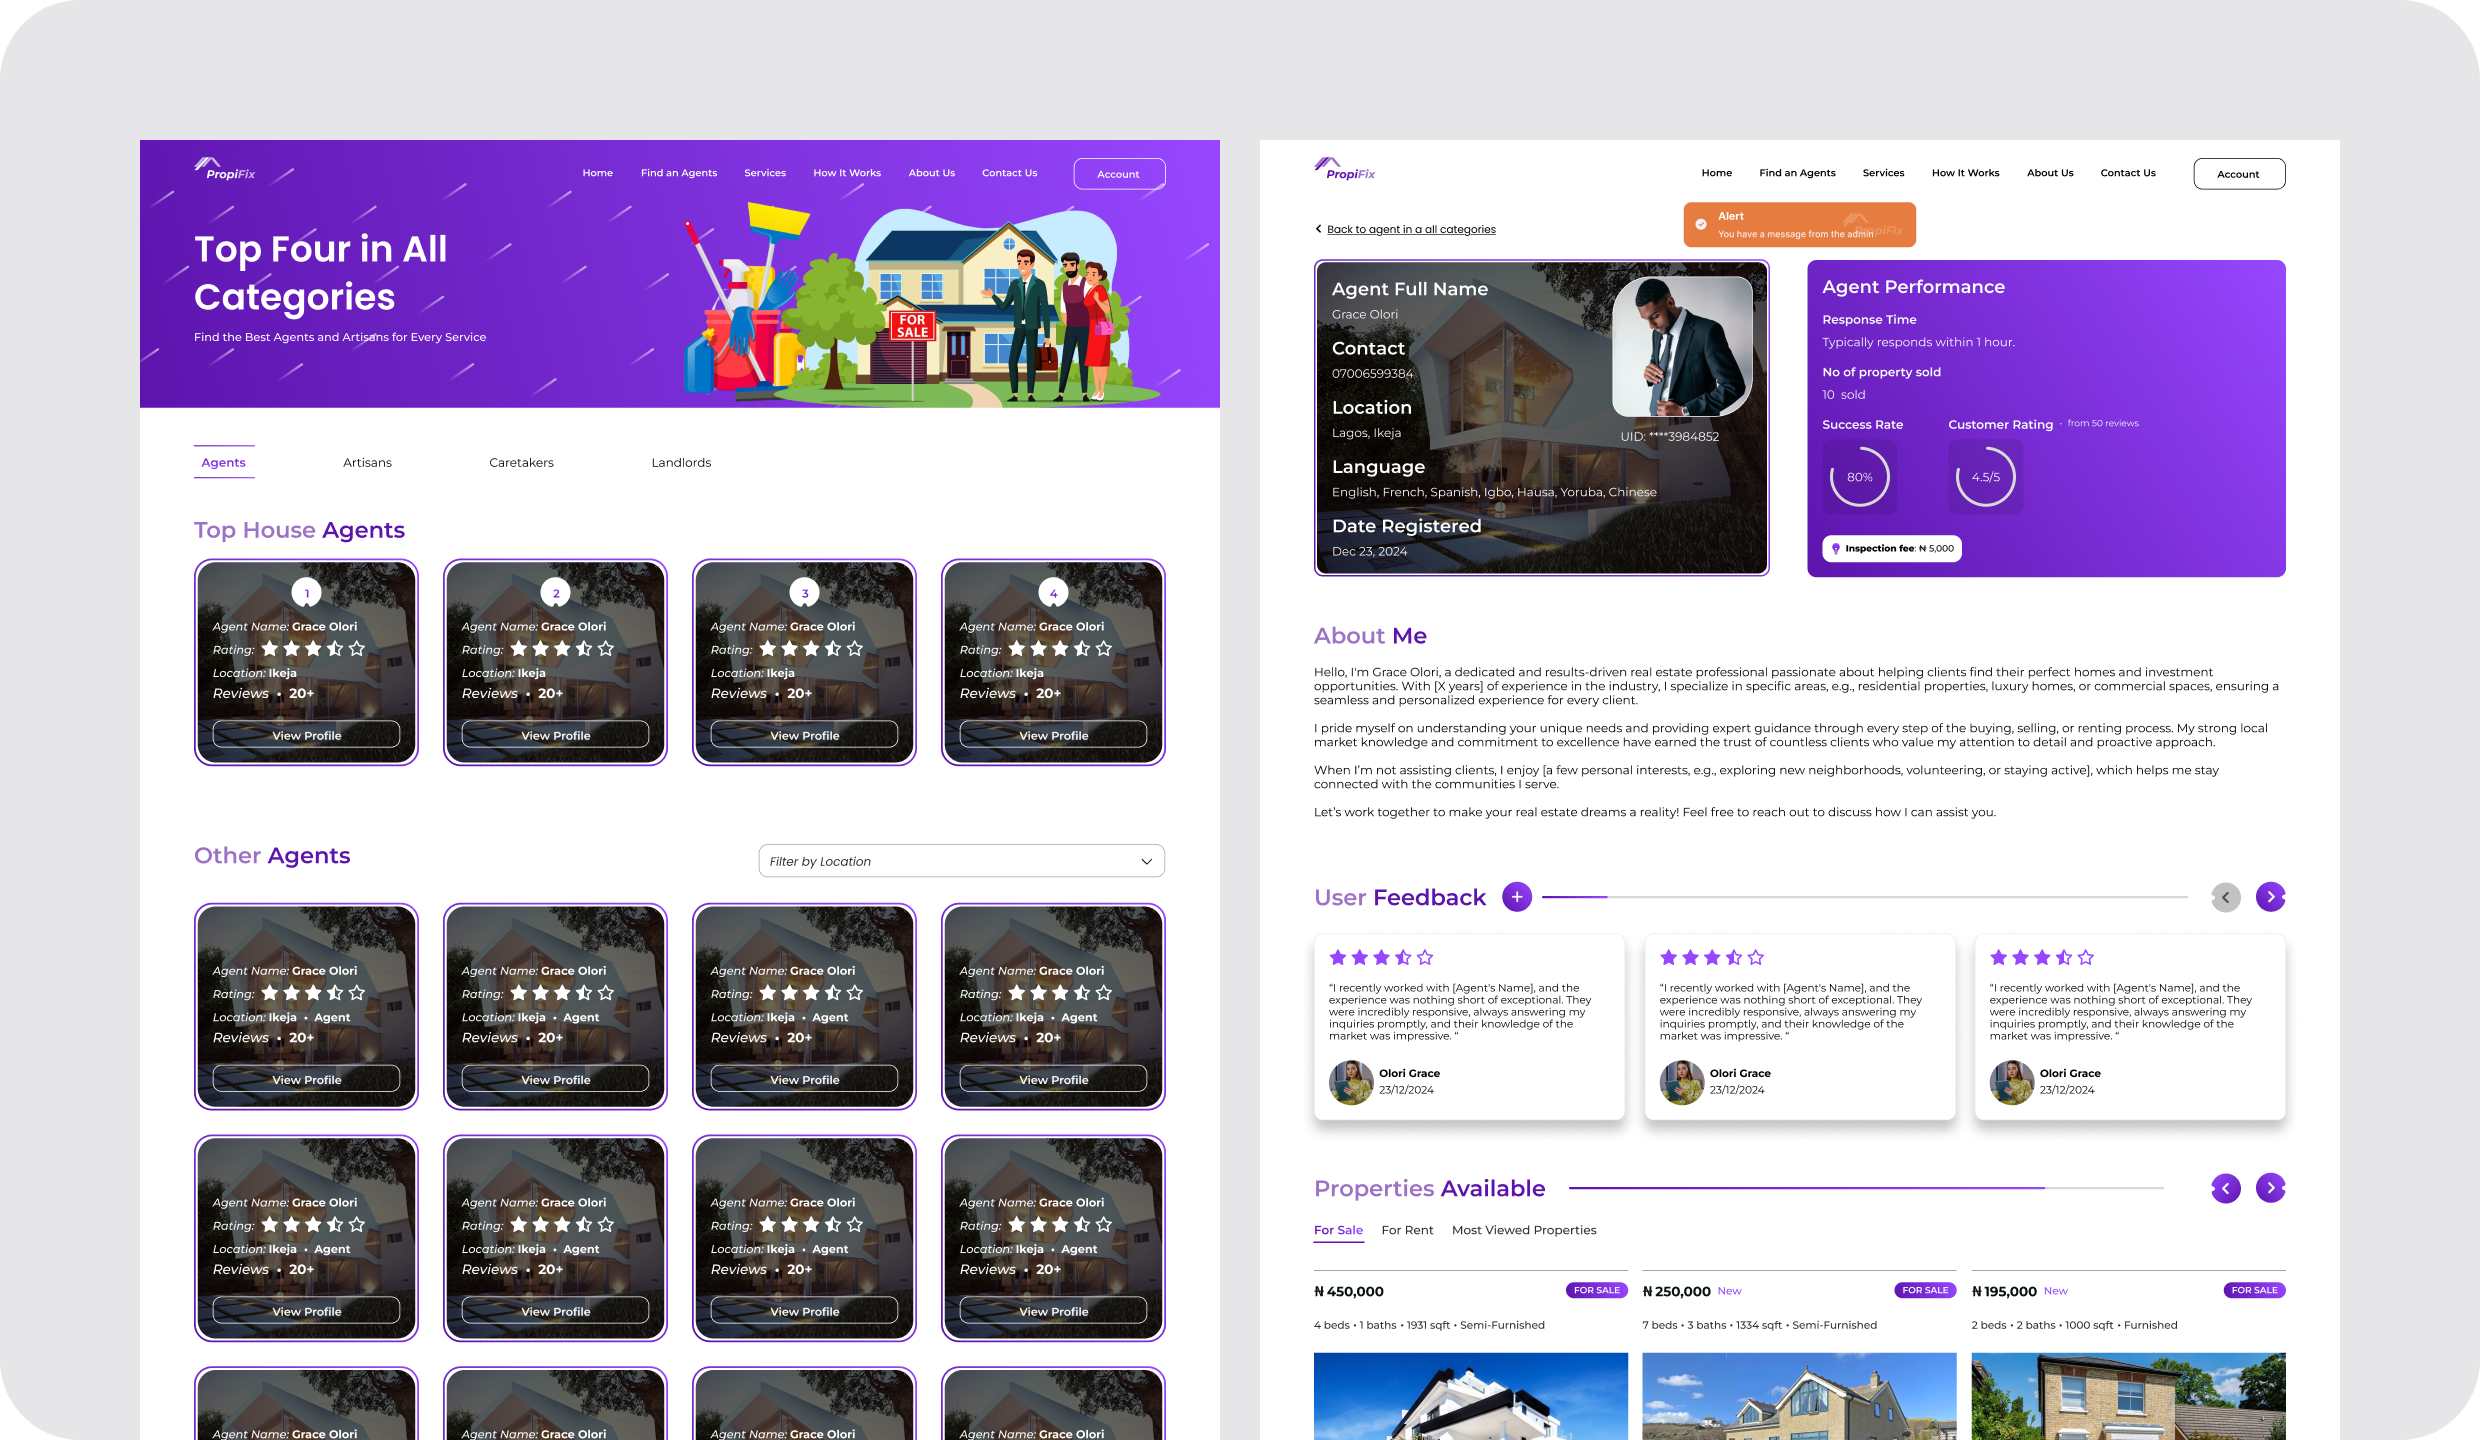 PropiFix
Home Find an Agents Services How It Works About Us Contact Us Account
Top Four in All
Categories
Find the Best Agents and Artisans for Every Service
FOR
SALE
Agents Artisans Caretakers Landlords
Top House Agents
1 2 3 4
Agent Name: Grace Olori Agent Name: Grace Olori Agent Name: Grace Olori Agent Name: Grace Olori
Rating: Rating: Rating: Rating:
Location: Ikeja Location: Ikeja Location: Ikeja Location: Ikeja
Reviews • 20+ Reviews • 20+ Reviews • 20+ Reviews • 20+
View Profile View Profile View Profile View Profile
Other Agents
Filter by Location
Agent Name: Grace Olori Agent Name: Grace Olori Agent Name: Grace Olori Agent Name: Grace Olori
Rating: Rating: Rating: Rating:
Location: Ikeja • Agent Location: Ikeja • Agent Location: Ikeja • Agent Location: Ikeja • Agent
Reviews • 20+ Reviews • 20+ Reviews • 20+ Reviews • 20+
View Profile View Profile View Profile View Profile
Agent Name: Grace Olori Agent Name: Grace Olori Agent Name: Grace Olori Agent Name: Grace Olori
Rating: Rating: Rating: Rating:
Location: Ikeja • Agent Location: Ikeja • Agent Location: Ikeja • Agent Location: Ikeja • Agent
Reviews • 20+ Reviews • 20+ Reviews • 20+ Reviews • 20+
View Profile View Profile View Profile View Profile
Agent Name: Grace Olori Agent Name: Grace Olori Agent Name: Grace Olori Agent Name: Grace Olori
PropiFix
Home Find an Agents Services How It Works About Us Contact Us Account
Back to agent in a all categories
Alert
You have a message from the admin
PropiFix
Agent Full Name
Grace Olori
Contact
07006599384
Location
Lagos, Ikeja
UID: ****3984852
Language
English, French, Spanish, Igbo, Hausa, Yoruba, Chinese
Date Registered
Dec 23, 2024
Agent Performance
Response Time
Typically responds within 1 hour.
No of property sold
10 sold
Success Rate Customer Rating • from 50 reviews
80% 4.5/5
Inspection fee: ₦ 5,000
About Me
Hello, I'm Grace Olori, a dedicated and results-driven real estate professional passionate about helping clients find their perfect homes and investment
opportunities. With [X years] of experience in the industry, I specialize in specific areas, e.g., residential properties, luxury homes, or commercial spaces, ensuring a
seamless and personalized experience for every client.
I pride myself on understanding your unique needs and providing expert guidance through every step of the buying, selling, or renting process. My strong local
market knowledge and commitment to excellence have earned the trust of countless clients who value my attention to detail and proactive approach.
When I'm not assisting clients, I enjoy [a few personal interests, e.g., exploring new neighborhoods, volunteering, or staying active], which helps me stay
connected with the communities I serve.
Let's work together to make your real estate dreams a reality! Feel free to reach out to discuss how I can assist you.
User Feedback
“I recently worked with [Agent's Name], and the
experience was nothing short of exceptional. They
were incredibly responsive, always answering my
inquiries promptly, and their knowledge of the
market was impressive. “
Olori Grace
23/12/2024
“I recently worked with [Agent's Name], and the
experience was nothing short of exceptional. They
were incredibly responsive, always answering my
inquiries promptly, and their knowledge of the
market was impressive. “
Olori Grace
23/12/2024
“I recently worked with [Agent's Name], and the
experience was nothing short of exceptional. They
were incredibly responsive, always answering my
inquiries promptly, and their knowledge of the
market was impressive. “
Olori Grace
23/12/2024
Properties Available
For Sale For Rent Most Viewed Properties
₦ 450,000 FOR SALE ₦ 250,000 New FOR SALE ₦ 195,000 New FOR SALE
4 beds • 1 baths • 1931 sqft • Semi-Furnished 7 beds • 3 baths • 1334 sqft • Semi-Furnished 2 beds • 2 baths • 1000 sqft • Furnished